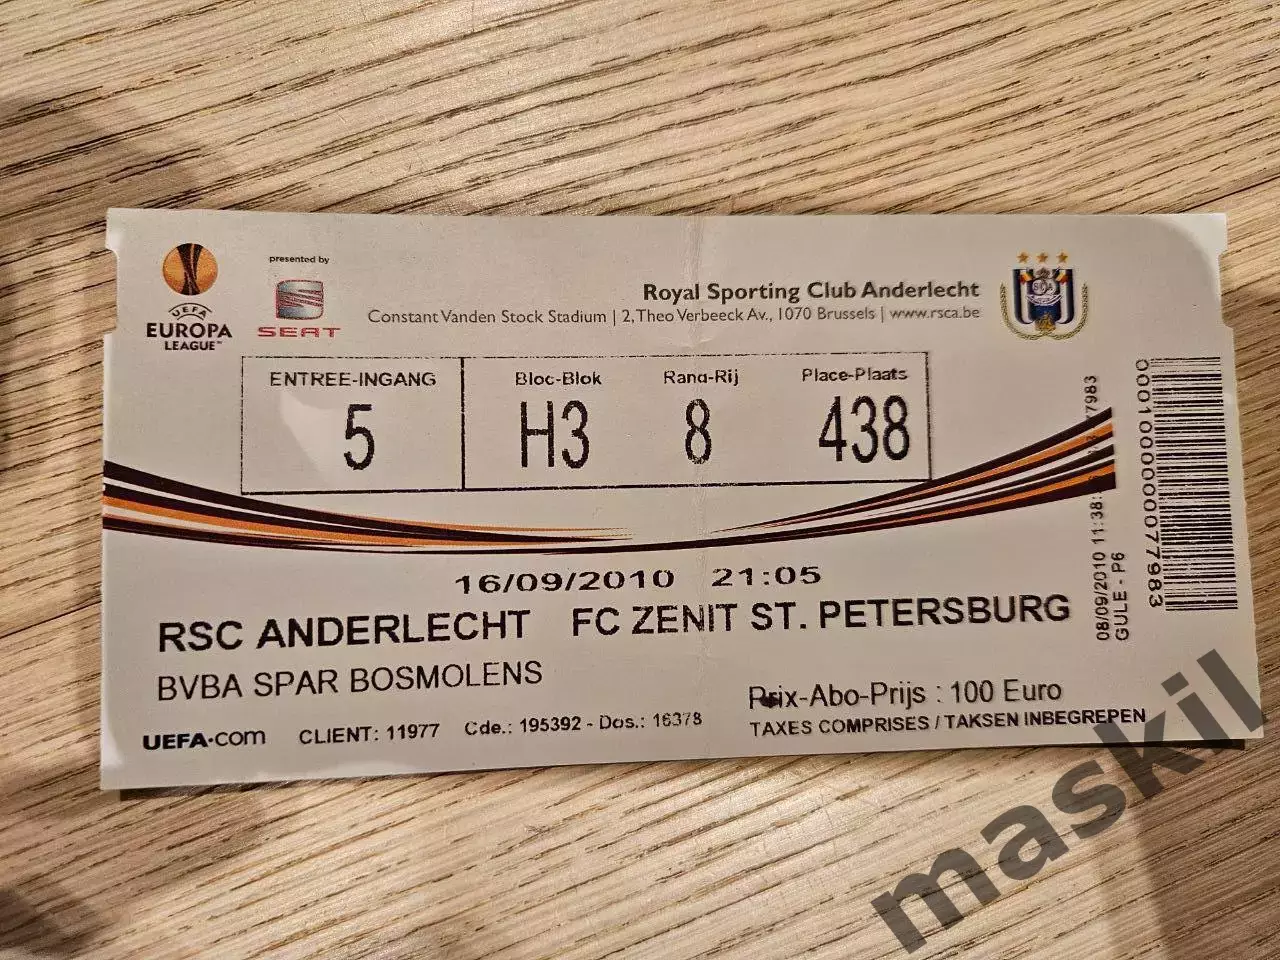 presented by
SEAT
UEFA
EUROPA
LEAGUE™
Royal Sporting Club Anderlecht
Constant Vanden Stock Stadium | 2, Theo Verbeeck Av., 1070 Brussels | www.rsca.be
ENTREE-INGANG Bloc-Blok Rang-Rij Place-Plaats
5 H3 8 438
16/09/2010 21:05
RSC ANDERLECHT FC ZENIT ST. PETERSBURG
BVBA SPAR BOSMOLENS
Prix-Abo-Prijs : 100 Euro
TAXES COMPRISES / TAKSEN INBEGREPEN
UEFA.com CLIENT: 11977 Cde.: 195392 - Dos.: 16378
08/09/2010 11:38:
GULE - P6
maskil